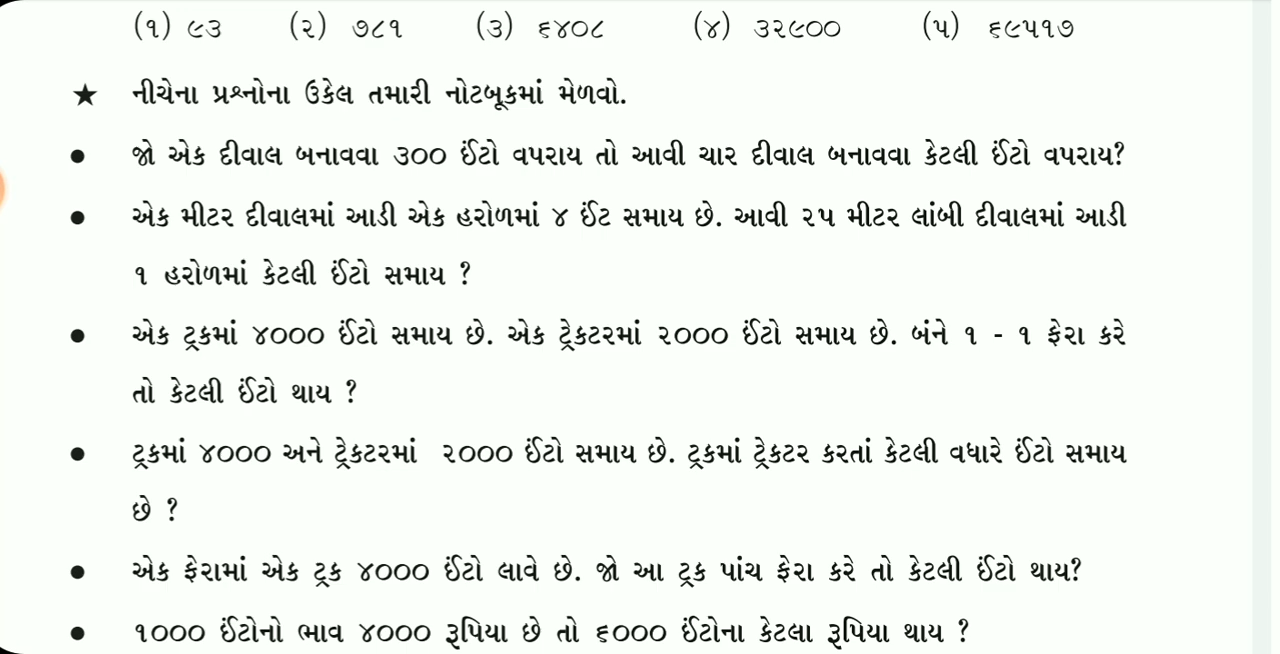 (૧) ૯૩ (૨) ૭૮૧ (૩) ૬૪૦૮ (૪) ૩૨૯૦૦ (૫) ૬૯૫૧૭
★ નીચેના પ્રશ્નોના ઉકેલ તમારી નોટબૂકમાં મેળવો.
● જો એક દીવાલ બનાવવા ૩૦૦ ઈંટો વપરાય તો આવી ચાર દીવાલ બનાવવા કેટલી ઈંટો વપરાય?
● એક મીટર દીવાલમાં આડી એક હરોળમાં ૪ ઈંટ સમાય છે. આવી ૨૫ મીટર લાંબી દીવાલમાં આડી
૧ હરોળમાં કેટલી ઈંટો સમાય ?
● એક ટ્રકમાં ૪૦૦૦ ઈંટો સમાય છે. એક ટ્રેકટરમાં ૨૦૦૦ ઈંટો સમાય છે. બંને ૧ - ૧ ફેરા કરે
તો કેટલી ઈંટો થાય ?
● ટ્રકમાં ૪૦૦૦ અને ટ્રેકટરમાં ૨૦૦૦ ઈંટો સમાય છે. ટ્રકમાં ટ્રેકટર કરતાં કેટલી વધારે ઈંટો સમાય
છે ?
● એક ફેરામાં એક ટ્રક ૪૦૦૦ ઈંટો લાવે છે. જો આ ટ્રક પાંચ ફેરા કરે તો કેટલી ઈંટો થાય?
● ૧૦૦૦ ઈંટોનો ભાવ ૪૦૦૦ રૂપિયા છે તો ૬૦૦૦ ઈંટોના કેટલા રૂપિયા થાય ?